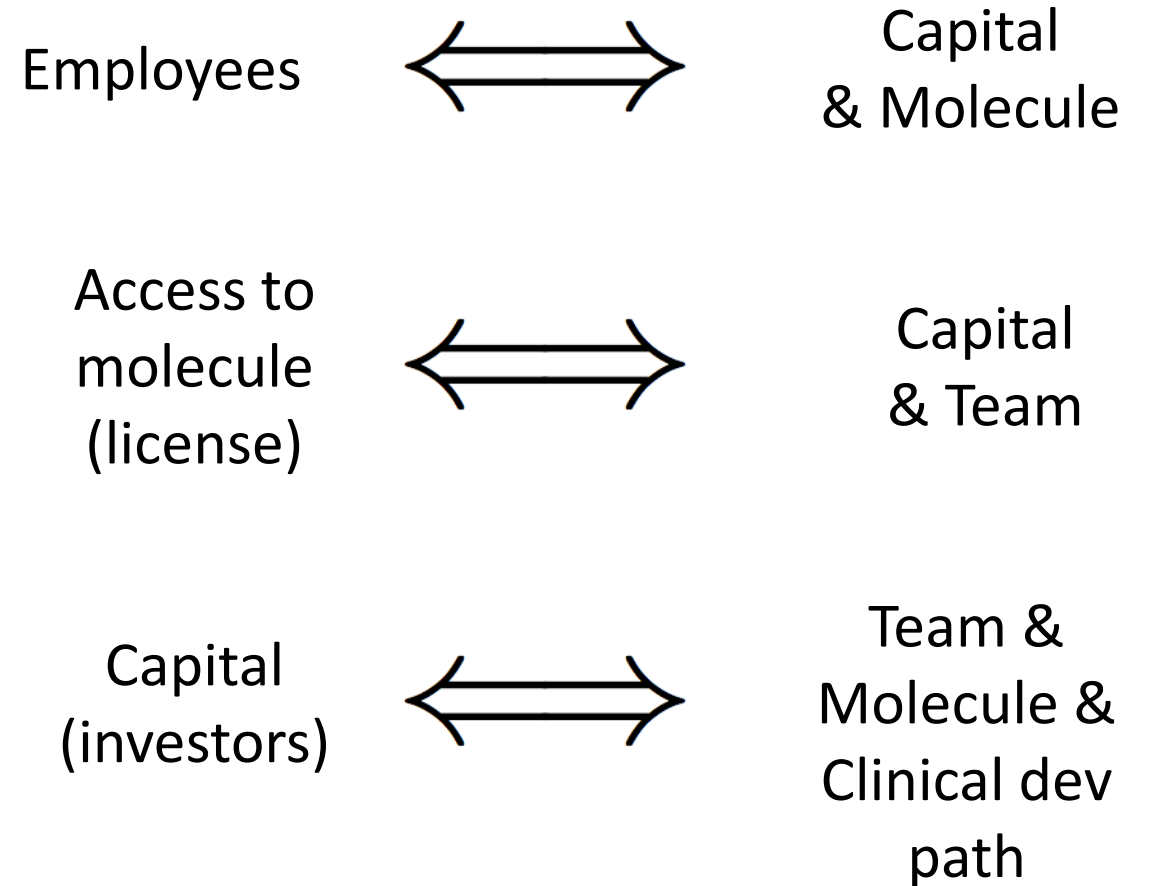 Employees
Capital
& Molecule
Access to
molecule
(license)
Capital
& Team
Capital
(investors)
Team &
Molecule &
Clinical dev
path